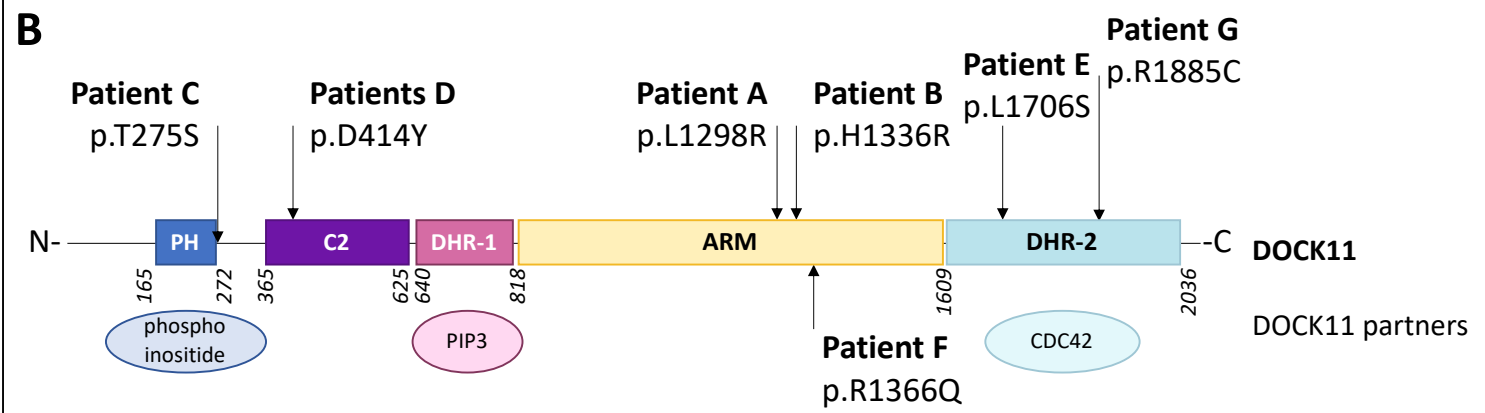 B
Patient G
p.R1885C
Patient E
p.L1706S
Patient C
p.T275S
Patients D
p.D414Y
Patient A
p.L1298R
Patient B
p.H1336R
N-
PH
C2
DHR-1
ARM
DHR-2
-C
DOCK11
165
272
365
625
640
818
1609
2036
phospho
inositide
PIP3
CDC42
DOCK11 partners
Patient F
p.R1366Q